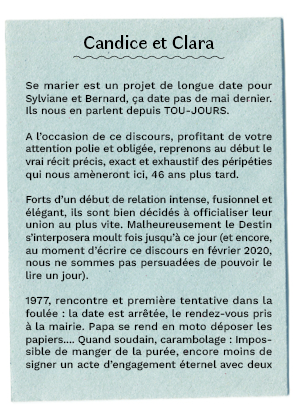 Candice et Clara
Se marier est un projet de longue date pour
Sylviane et Bernard, ça date pas de mai dernier.
Ils nous en parlent depuis TOU-JOURS.
A l'occasion de ce discours, profitant de votre
attention polie et obligée, reprenons au début le
vrai récit précis, exact et exhaustif des péripéties
qui nous amèneront ici, 46 ans plus tard.
Forts d'un début de relation intense, fusionnel et
élégant, ils sont bien décidés à officialiser leur
union au plus vite. Malheureusement le Destin
s'interposera moult fois jusqu'à ce jour (et encore,
au moment d'écrire ce discours en février 2020,
nous ne sommes pas persuadées de pouvoir le
lire un jour).
1977, rencontre et première tentative dans la
foulée : la date est arrêtée, le rendez-vous pris
à la mairie. Papa se rend en moto déposer les
papiers.... Quand soudain, carambolage : Impos-
sible de manger de la purée, encore moins de
signer un acte d'engagement éternel avec deux